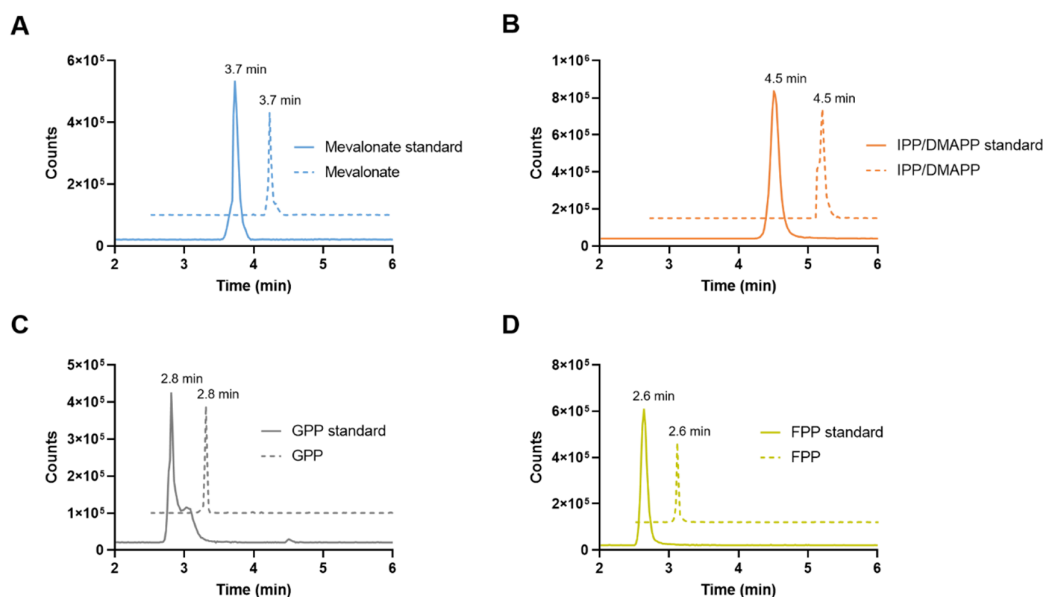 A
6×10⁵
4×10⁵
2×10⁵
0
Counts
2 3 4 5 6
Time (min)
3.7 min
3.7 min
Mevalonate standard
Mevalonate
B
1×10⁶
8×10⁵
6×10⁵
4×10⁵
2×10⁵
0
Counts
2 3 4 5 6
Time (min)
4.5 min
4.5 min
IPP/DMAPP standard
IPP/DMAPP
C
5×10⁵
4×10⁵
3×10⁵
2×10⁵
1×10⁵
0
Counts
2 3 4 5 6
Time (min)
2.8 min
2.8 min
GPP standard
GPP
D
8×10⁵
6×10⁵
4×10⁵
2×10⁵
0
Counts
2 3 4 5 6
Time (min)
2.6 min
2.6 min
FPP standard
FPP